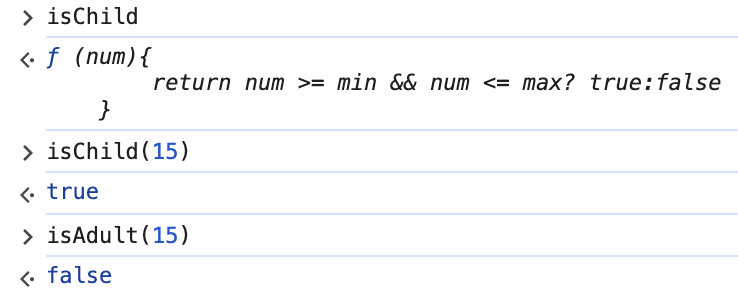 > isChild
<· f (num){
return num >= min && num <= max? true:false
}
> isChild(15)
<· true
> isAdult(15)
<· false